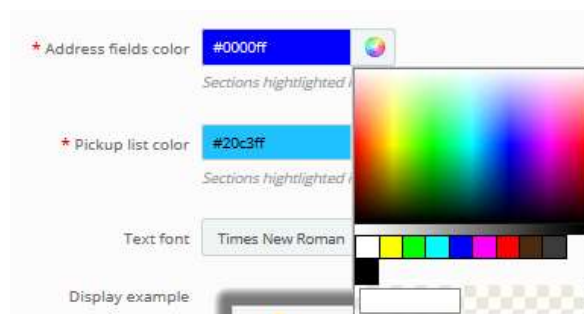 * Address fields color #0000ff
Sections hightlighted
* Pickup list color #20c3ff
Sections hightlighted
Text font Times New Roman
Display example